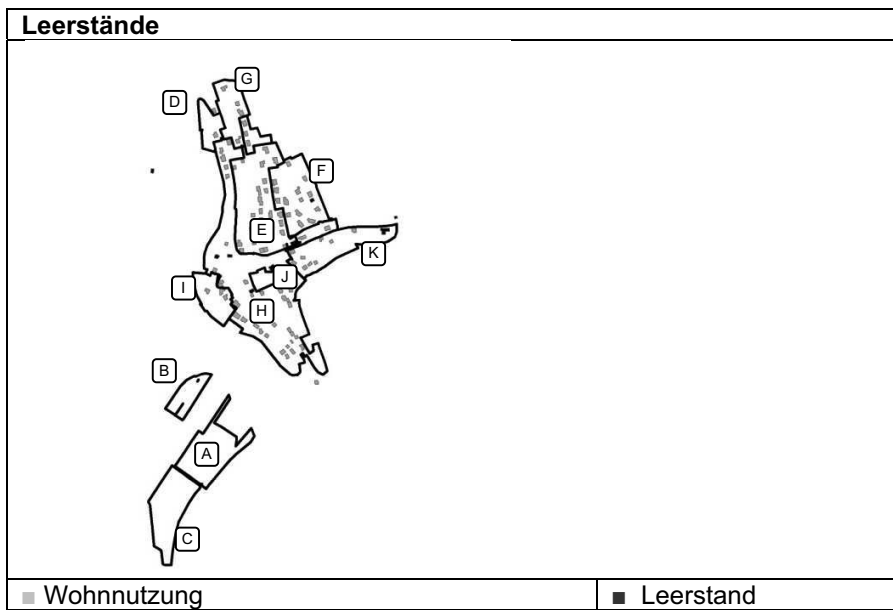 Leerstände
G
D
F
E
K
I
J
H
B
A
C
■ Wohnnutzung ■ Leerstand